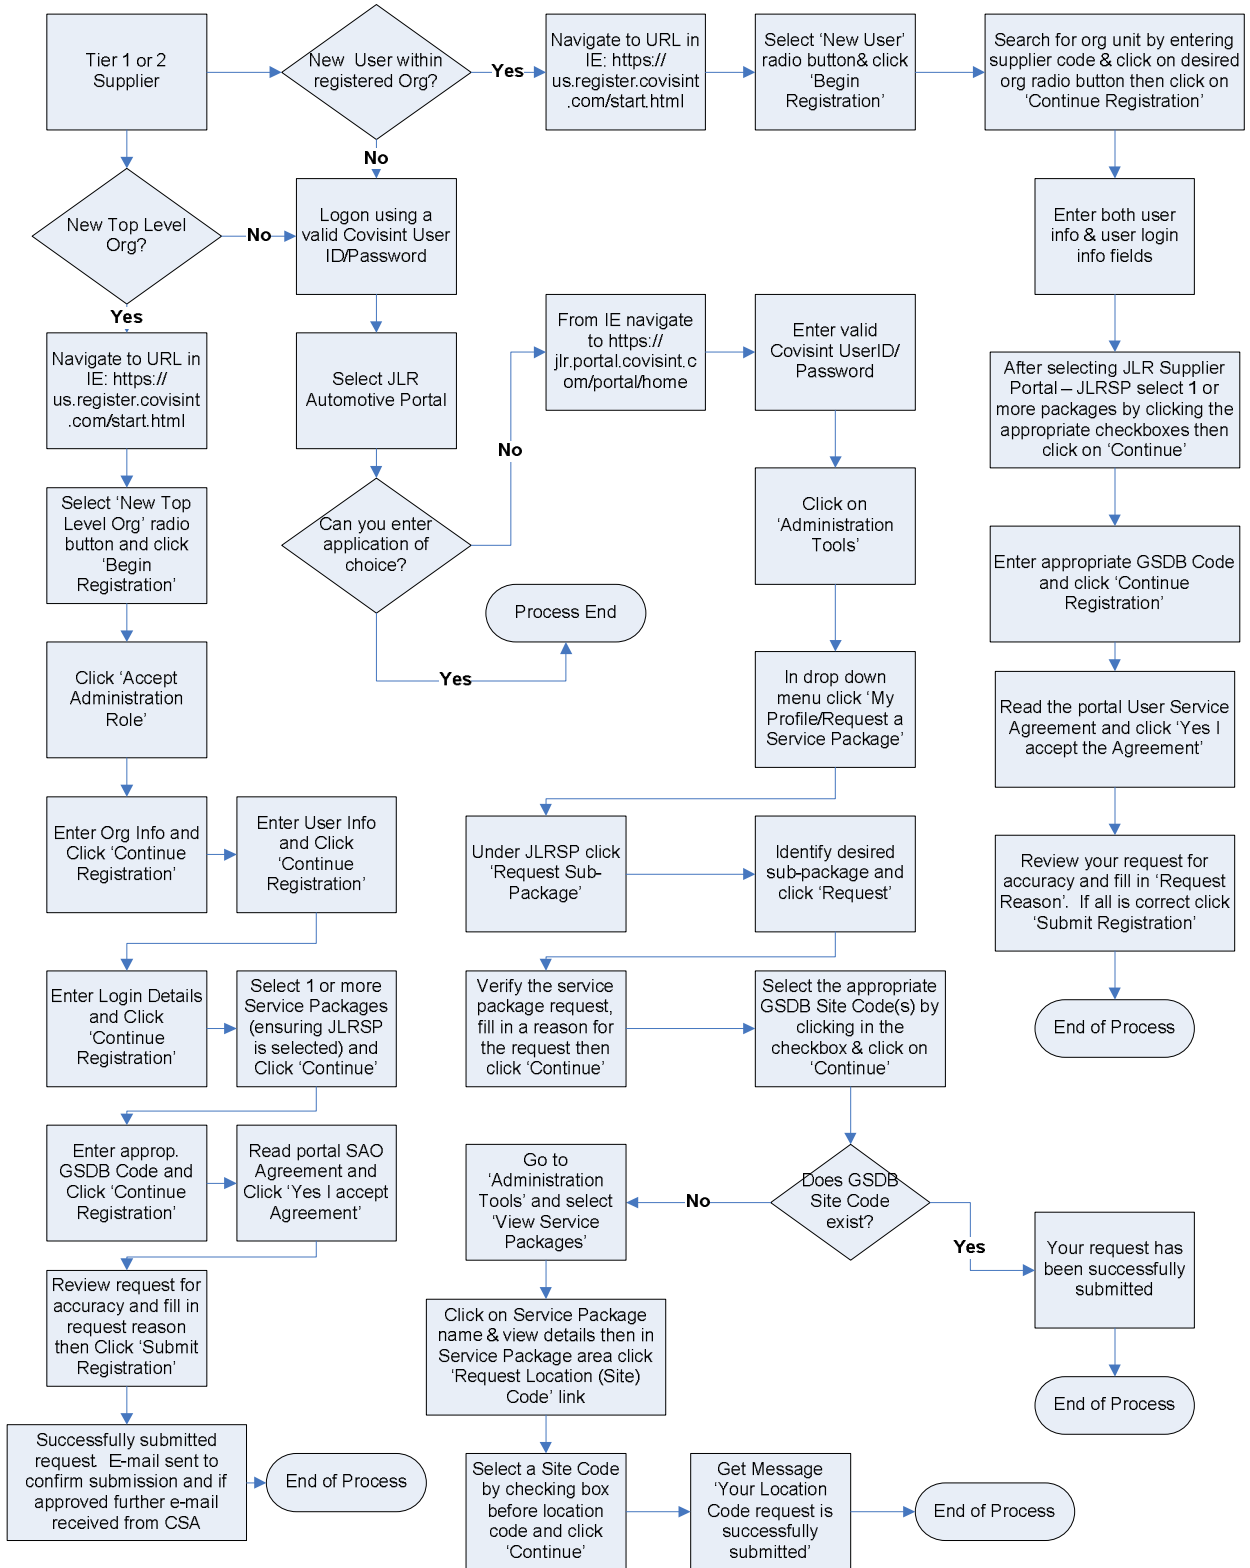 Tier 1 or 2
Supplier
New  User within
registered Org?
Yes
Navigate to URL in
IE: https://
us.register.covisint
.com/start.html
Select ‘New User’
radio button& click
‘Begin
Registration’
Search for org unit by entering
supplier code & click on desired
org radio button then click on
‘Continue Registration’
No
New Top Level
Org?
No
Logon using a
valid Covisint User
ID/Password
Enter both user
info & user login
info fields
Yes
Navigate to URL in
IE: https://
us.register.covisint
.com/start.html
Select JLR
Automotive Portal
From IE navigate
to https://
jlr.portal.covisint.c
om/portal/home
Enter valid
Covisint UserID/
Password
After selecting JLR Supplier
Portal – JLRSP select 1 or
more packages by clicking the
appropriate checkboxes then
click on ‘Continue’
No
Select ‘New Top
Level Org’ radio
button and click
‘Begin
Registration’
Can you enter
application of
choice?
Click on
‘Administration
Tools’
Enter appropriate GSDB Code
and click ‘Continue
Registration’
Process End
Yes
Click ‘Accept
Administration
Role’
In drop down
menu click ‘My
Profile/Request a
Service Package’
Read the portal User Service
Agreement and click ‘Yes I
accept the Agreement’
Enter Org Info and
Click ‘Continue
Registration’
Enter User Info
and Click
‘Continue
Registration’
Under JLRSP click
‘Request Sub-
Package’
Identify desired
sub-package and
click ‘Request’
Review your request for
accuracy and fill in ‘Request
Reason’.  If all is correct click
‘Submit Registration’
Enter Login Details
and Click
‘Continue
Registration’
Select 1 or more
Service Packages
(ensuring JLRSP
is selected) and
Click ‘Continue’
Verify the service
package request,
fill in a reason for
the request then
click ‘Continue’
Select the appropriate
GSDB Site Code(s) by
clicking in the
checkbox & click on
‘Continue’
End of Process
Enter approp.
GSDB Code and
Click ‘Continue
Registration’
Read portal SAO
Agreement and
Click ‘Yes I accept
Agreement’
Go to
‘Administration
Tools’ and select
‘View Service
Packages’
No
Does GSDB
Site Code
exist?
Yes
Your request has
been successfully
submitted
Review request for
accuracy and fill in
request reason
then Click ‘Submit
Registration’
Click on Service Package
name & view details then in
Service Package area click
‘Request Location (Site)
Code’ link
End of Process
Successfully submitted
request.  E-mail sent to
confirm submission and if
approved further e-mail
received from CSA
End of Process
Select a Site Code
by checking box
before location
code and click
‘Continue’
Get Message
‘Your Location
Code request is
successfully
submitted’
End of Process